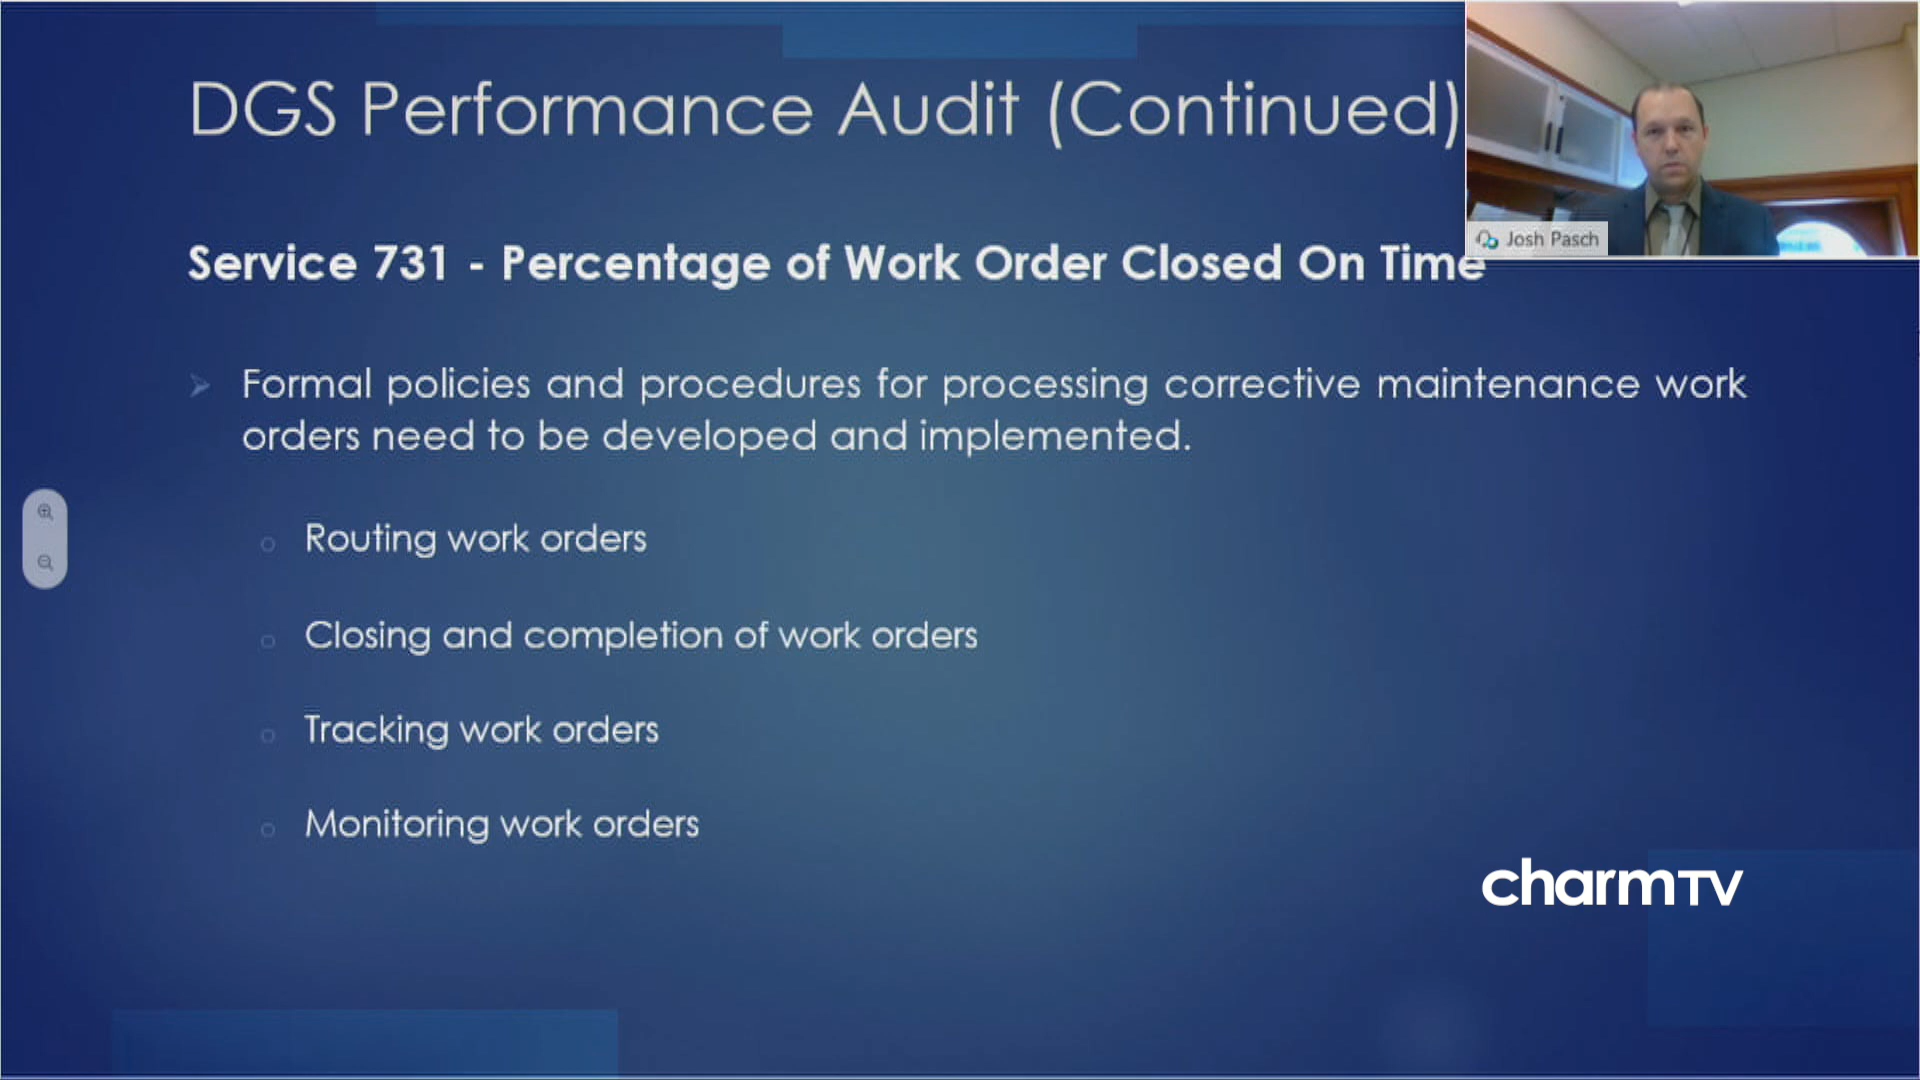 DGS Performance Audit (Continued)
Josh Pasch
Service 731 - Percentage of Work Order Closed On Time
Formal policies and procedures for processing corrective maintenance work
orders need to be developed and implemented.
Routing work orders
Closing and completion of work orders
Tracking work orders
Monitoring work orders
charmTV